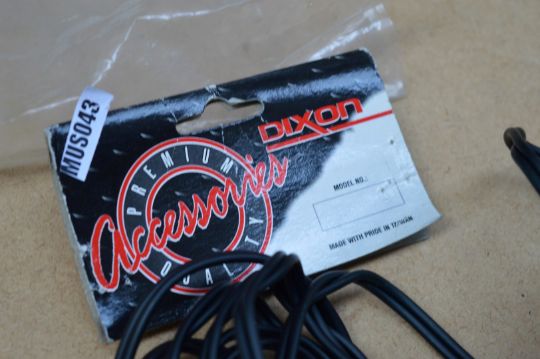 MUS043
DIXON
PREMIUM
Accessories
QUALITY
MODEL NO.:
MADE WITH PRIDE IN TAIWAN